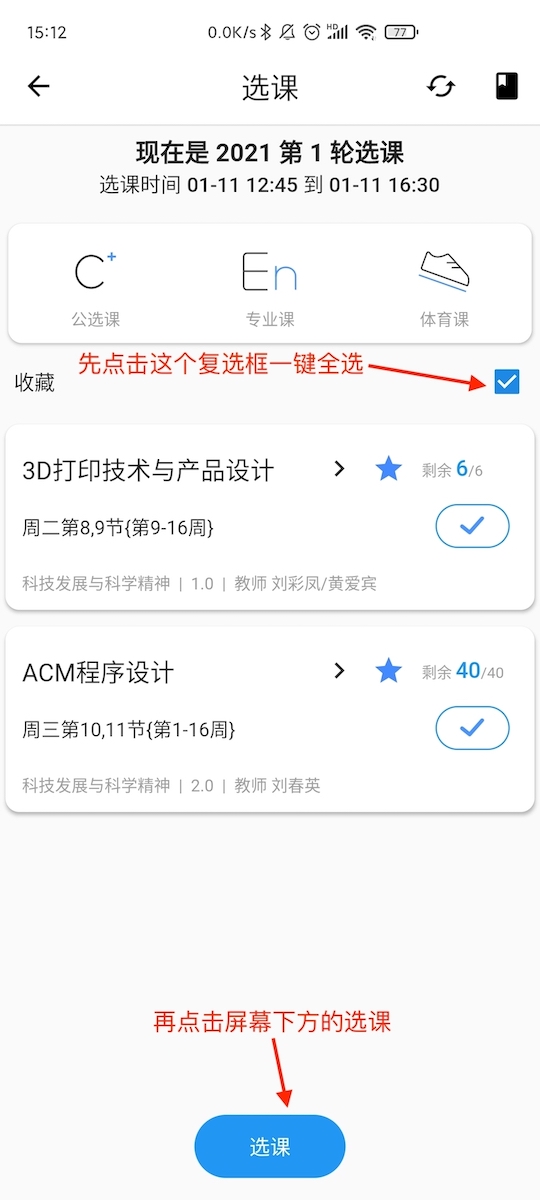 15:12
0.0K/s HD 77
选课
现在是 2021 第 1 轮选课
选课时间 01-11 12:45 到 01-11 16:30
C+ En
公选课 专业课 体育课
先点击这个复选框一键全选
收藏
3D打印技术与产品设计 剩余 6/6
周二第8,9节{第9-16周}
科技发展与科学精神 | 1.0 | 教师 刘彩凤/黄爱宾
ACM程序设计 剩余 40/40
周三第10,11节{第1-16周}
科技发展与科学精神 | 2.0 | 教师 刘春英
再点击屏幕下方的选课
选课